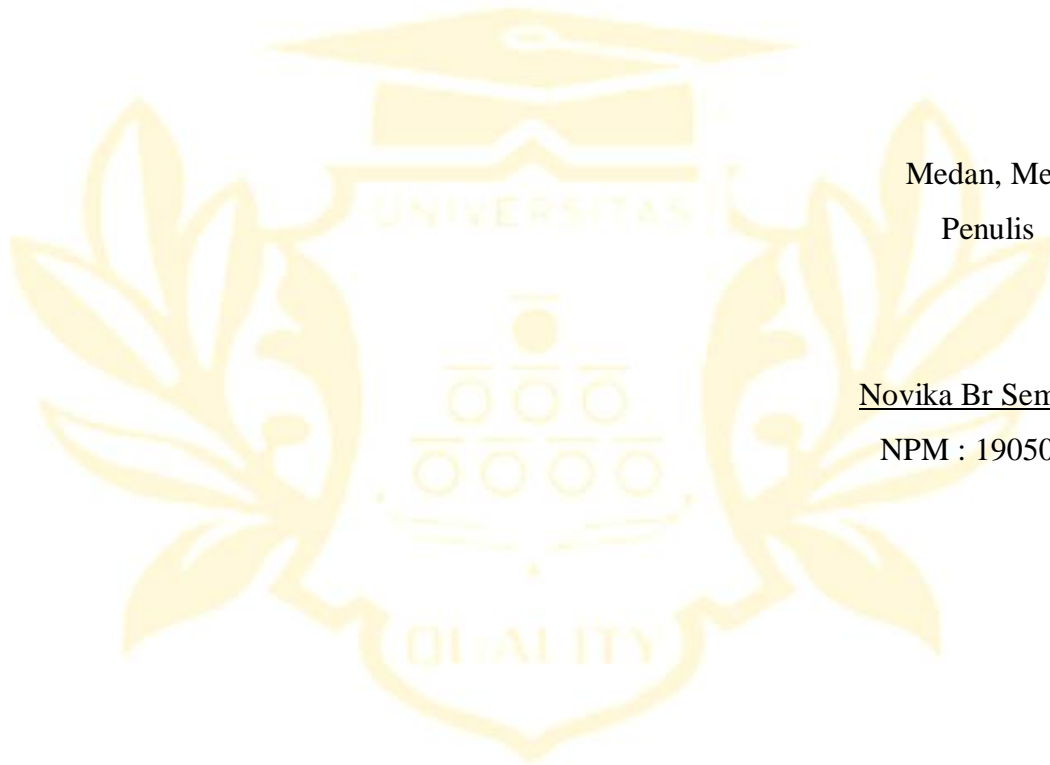 UNIVERSITAS
Medan, Me
Penulis
Novika Br Sem
NPM : 19050
QUALITY